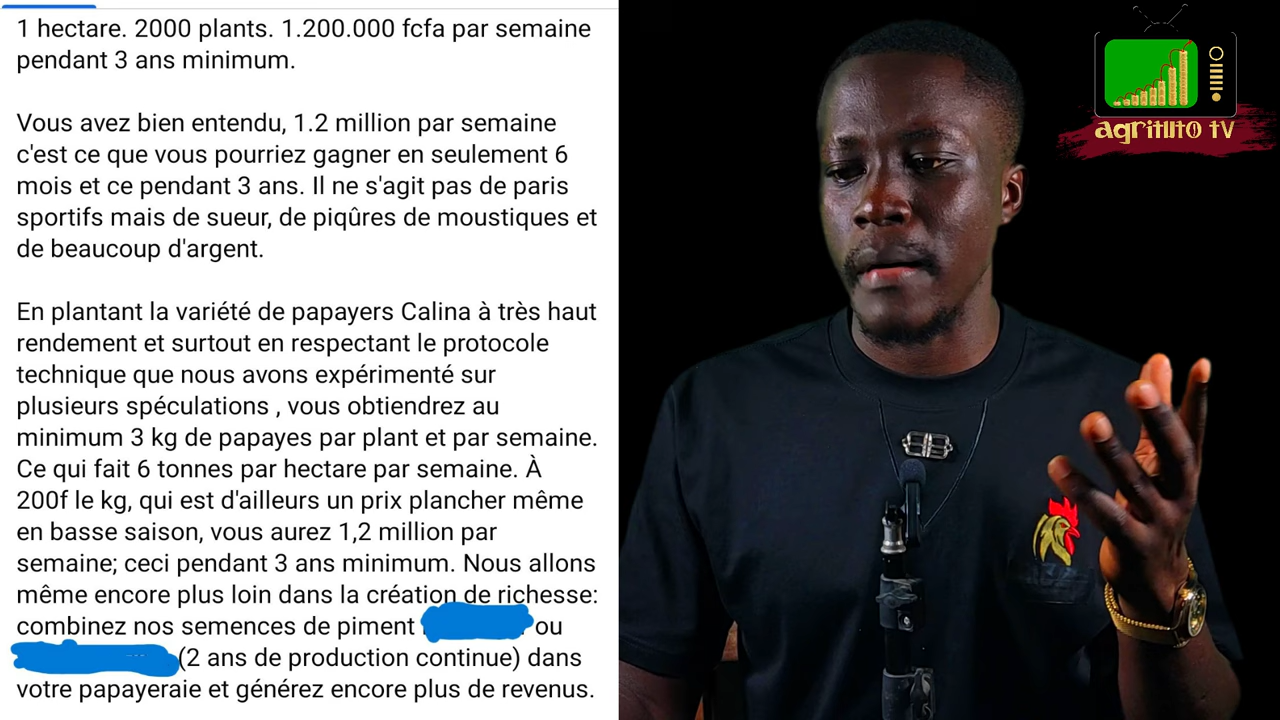 1 hectare. 2000 plants. 1.200.000 fcfa par semaine
pendant 3 ans minimum.
Vous avez bien entendu, 1.2 million par semaine
c'est ce que vous pourriez gagner en seulement 6
mois et ce pendant 3 ans. Il ne s'agit pas de paris
sportifs mais de sueur, de piqûres de moustiques et
de beaucoup d'argent.
En plantant la variété de papayers Calina à très haut
rendement et surtout en respectant le protocole
technique que nous avons expérimenté sur
plusieurs spéculations , vous obtiendrez au
minimum 3 kg de papayes par plant et par semaine.
Ce qui fait 6 tonnes par hectare par semaine. À
200f le kg, qui est d'ailleurs un prix plancher même
en basse saison, vous aurez 1,2 million par
semaine; ceci pendant 3 ans minimum. Nous allons
même encore plus loin dans la création de richesse:
combinez nos semences de piment ou
(2 ans de production continue) dans
votre papayeraie et générez encore plus de revenus.
agrituto tv